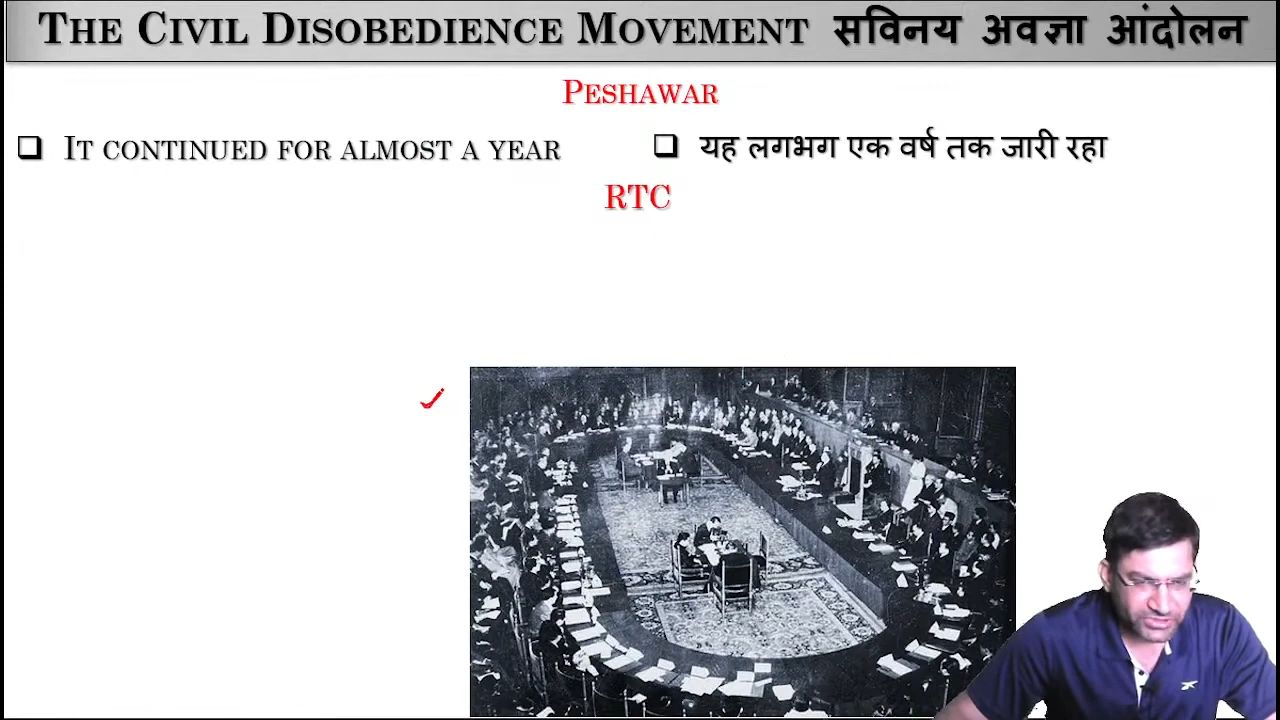 THE CIVIL DISOBEDIENCE MOVEMENT सविनय अवज्ञा आंदोलन
PESHAWAR
IT CONTINUED FOR ALMOST A YEAR
यह लगभग एक वर्ष तक जारी रहा
RTC